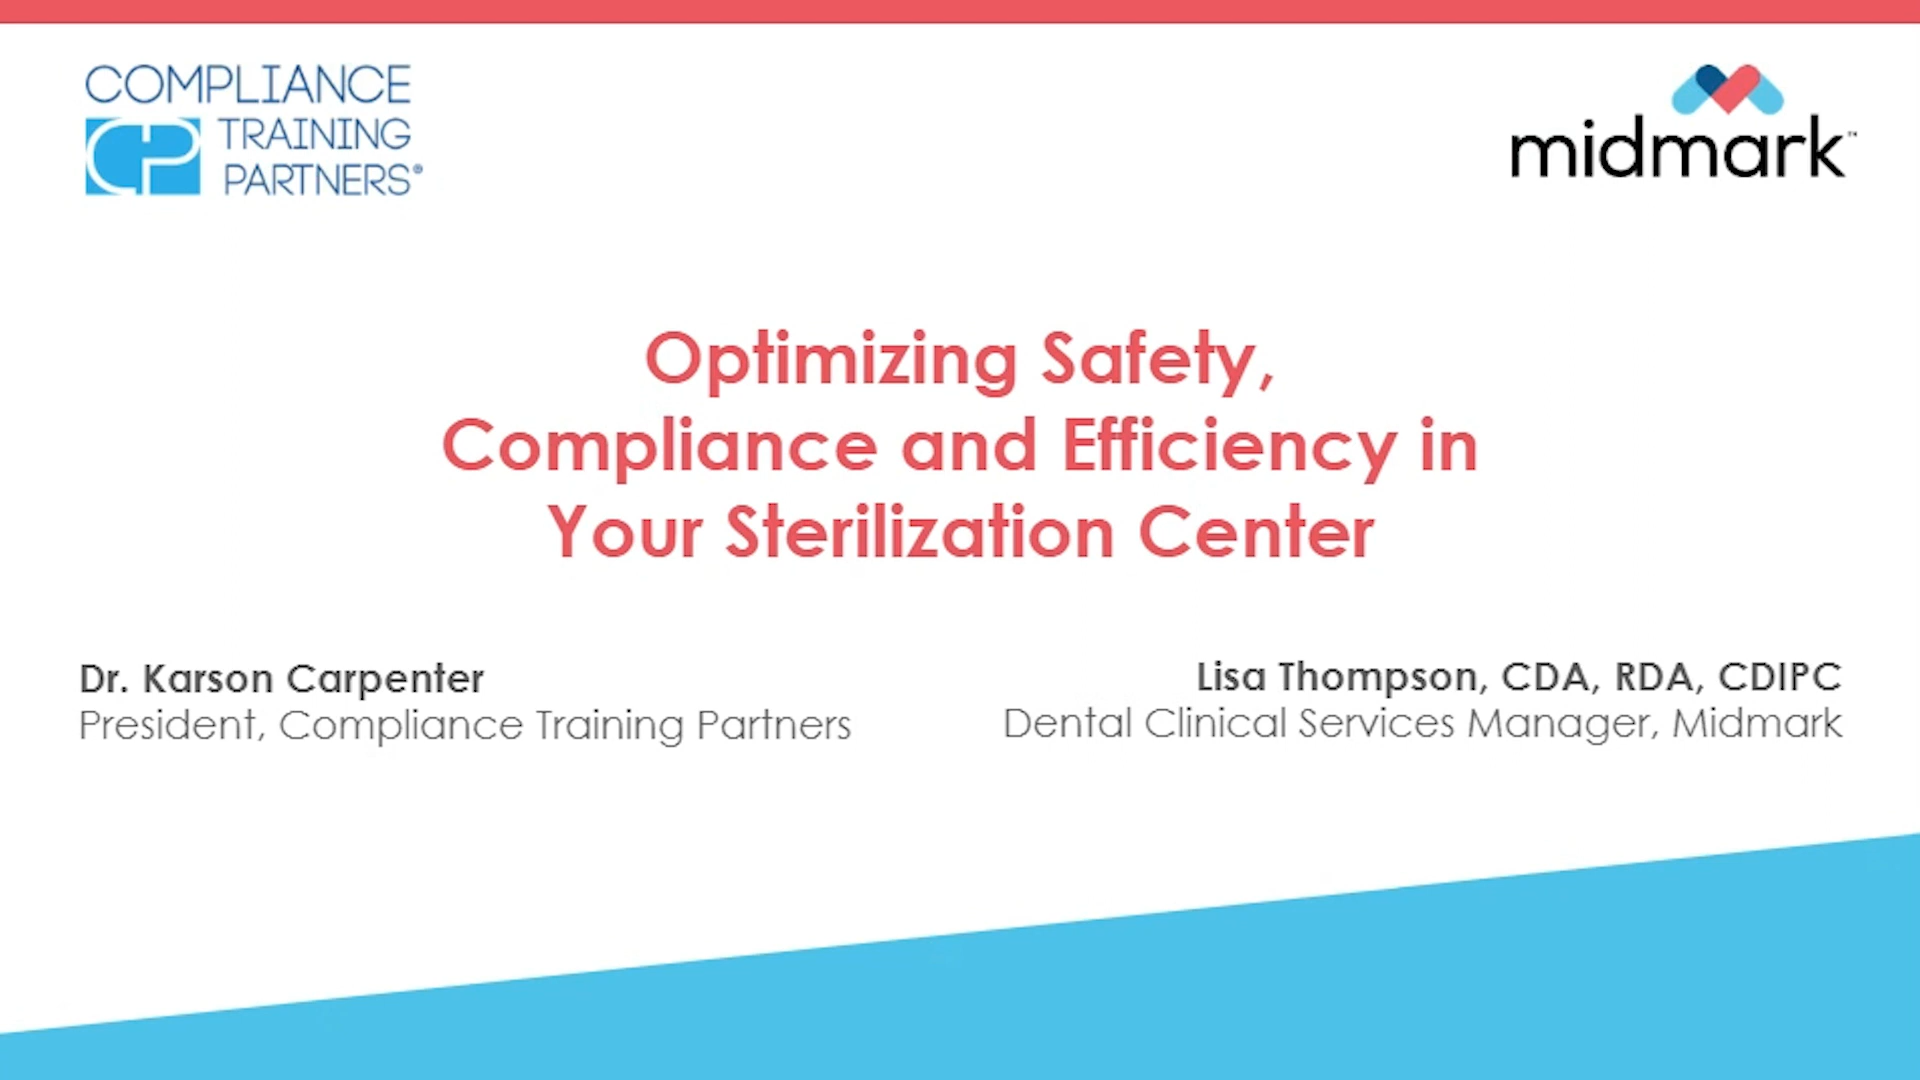 COMPLIANCE
TRAINING
PARTNERS®
midmark™
Optimizing Safety,
Compliance and Efficiency in
Your Sterilization Center
Dr. Karson Carpenter
President, Compliance Training Partners
Lisa Thompson, CDA, RDA, CDIPC
Dental Clinical Services Manager, Midmark